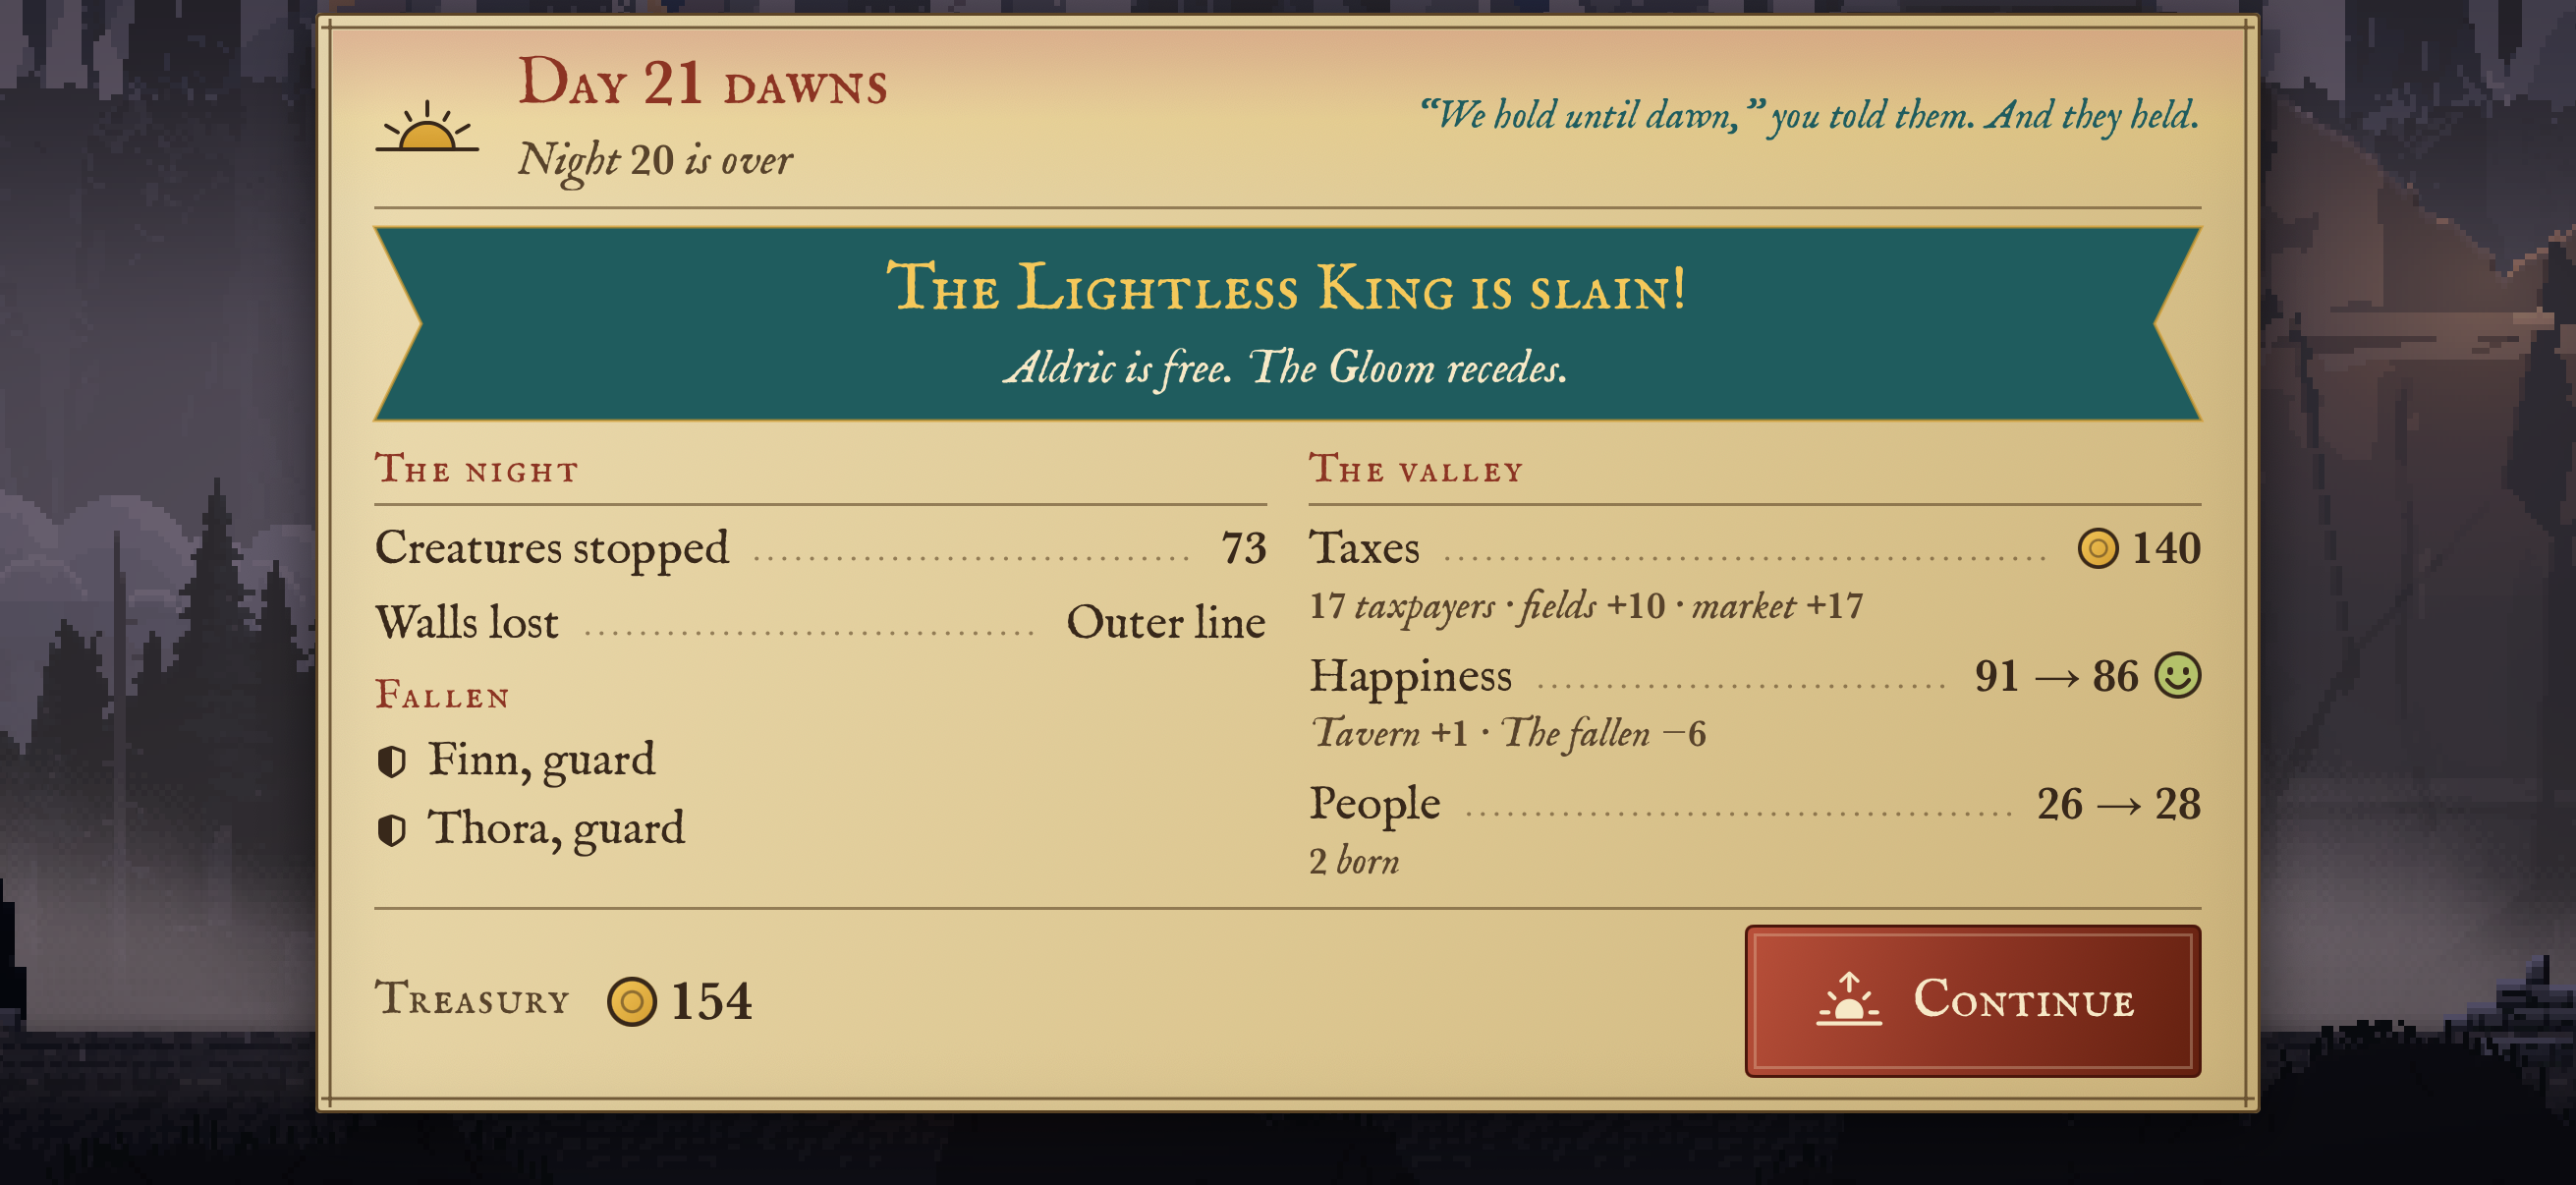 Day 21 dawns
Night 20 is over
“We hold until dawn,” you told them. And they held.
The Lightless King is slain!
Aldric is free. The Gloom recedes.
The night
Creatures stopped 73
Walls lost Outer line
Fallen
Finn, guard
Thora, guard
The valley
Taxes 140
17 taxpayers · fields +10 · market +17
Happiness 91 → 86
Tavern +1 · The fallen −6
People 26 → 28
2 born
Treasury 154
Continue